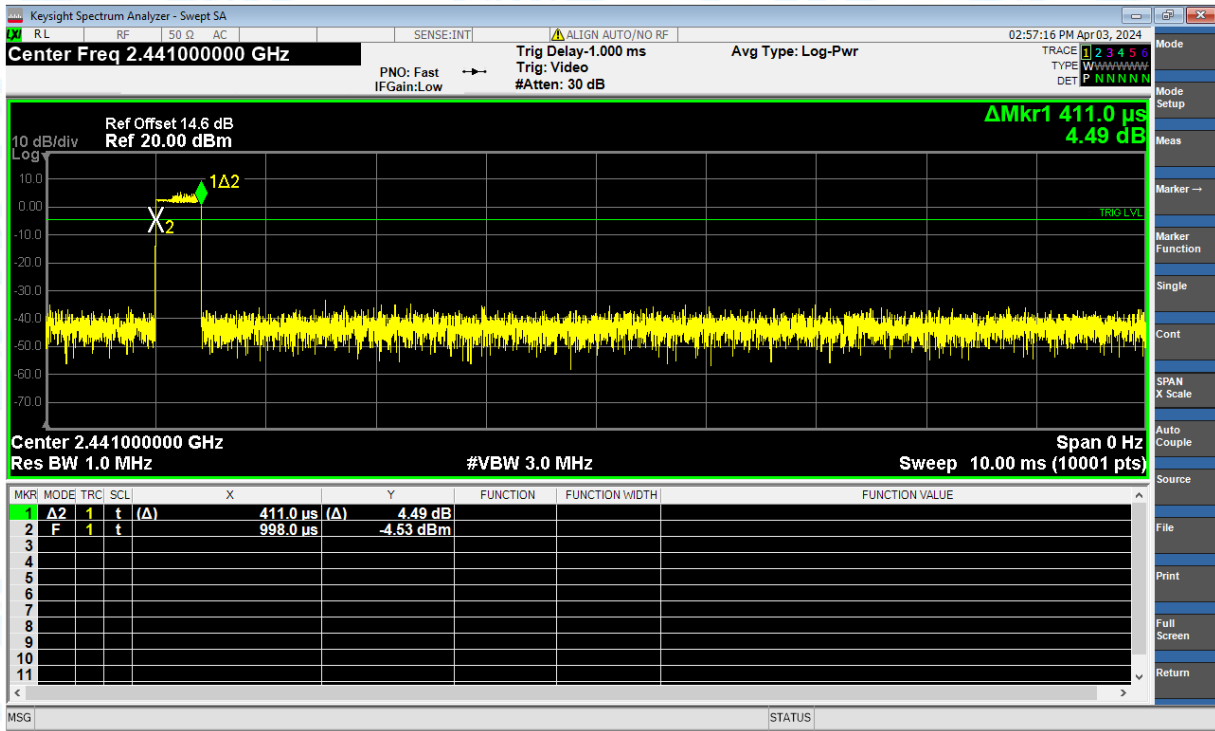 Keysight Spectrum Analyzer - Swept SA
LXI RL RF 50 Ω AC SENSE:INT ALIGN AUTO/NO RF 02:57:16 PM Apr 03, 2024
Center Freq 2.441000000 GHz
PNO: Fast
IFGain:Low
Trig Delay-1.000 ms
Trig: Video
#Atten: 30 dB
Avg Type: Log-Pwr
TRACE 1 2 3 4 5 6
TYPE WWWWWW
DET P N N N N N
ΔMkr1 411.0 µs
4.49 dB
Ref Offset 14.6 dB
10 dB/div Ref 20.00 dBm
Log
10.0
0.00
-10.0
-20.0
-30.0
-40.0
-50.0
-60.0
-70.0
1Δ2
2
TRIG LVL
Center 2.441000000 GHz Span 0 Hz
Res BW 1.0 MHz #VBW 3.0 MHz Sweep 10.00 ms (10001 pts)
MKR MODE TRC SCL X Y FUNCTION FUNCTION WIDTH FUNCTION VALUE
1 Δ2 1 t (Δ) 411.0 µs (Δ) 4.49 dB
2 F 1 t 998.0 µs -4.53 dBm
3
4
5
6
7
8
9
10
11
MSG STATUS
Mode
Mode
Setup
Meas
Marker →
Marker
Function
Single
Cont
SPAN
X Scale
Auto
Couple
Source
File
Print
Full
Screen
Return